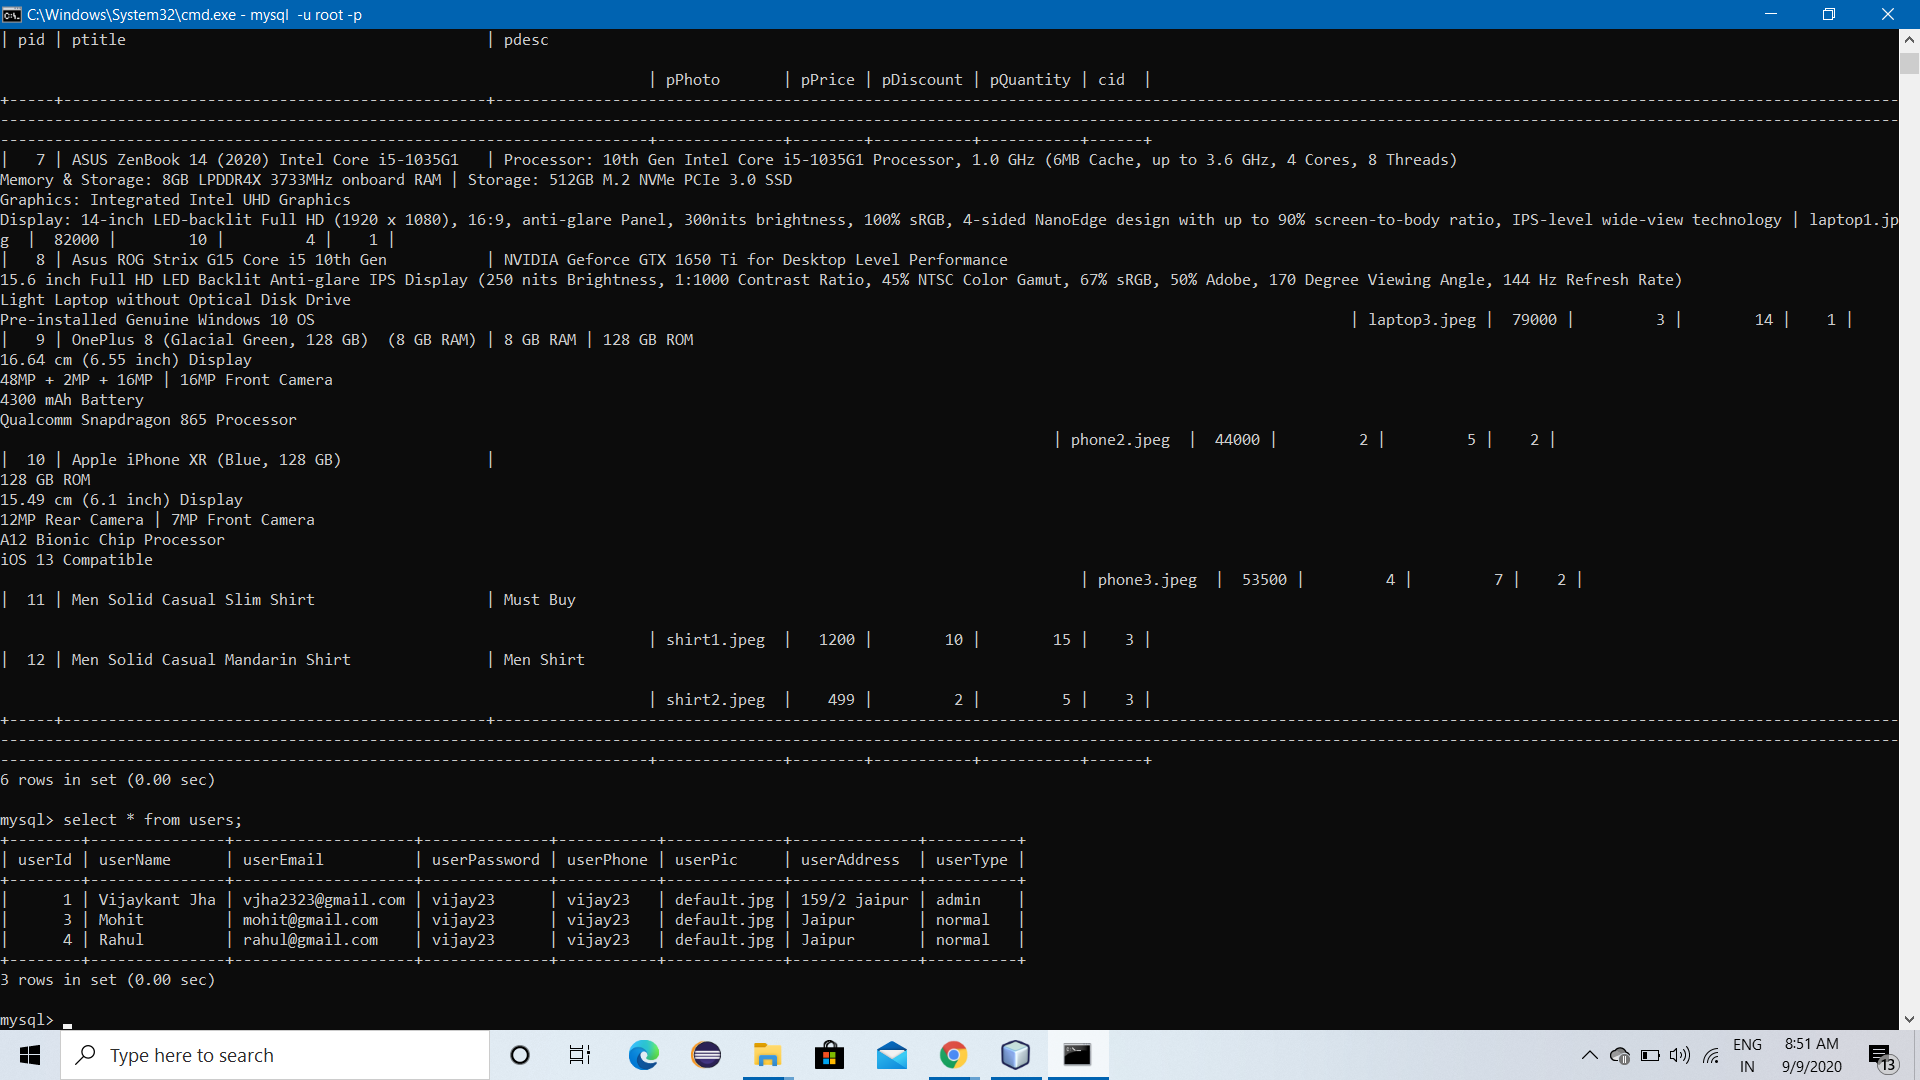 C:\Windows\System32\cmd.exe - mysql  -u root -p
| pid | ptitle                                        | pdesc
| pPhoto       | pPrice | pDiscount | pQuantity | cid  |
+-----+-----------------------------------------------+------------------------------------------------------------
+--------------+--------+-----------+-----------+------+
|   7 | ASUS ZenBook 14 (2020) Intel Core i5-1035G1   | Processor: 10th Gen Intel Core i5-1035G1 Processor, 1.0 GHz (6MB Cache, up to 3.6 GHz, 4 Cores, 8 Threads)
Memory & Storage: 8GB LPDDR4X 3733MHz onboard RAM | Storage: 512GB M.2 NVMe PCIe 3.0 SSD
Graphics: Integrated Intel UHD Graphics
Display: 14-inch LED-backlit Full HD (1920 x 1080), 16:9, anti-glare Panel, 300nits brightness, 100% sRGB, 4-sided NanoEdge design with up to 90% screen-to-body ratio, IPS-level wide-view technology | laptop1.jp
g  |  82000 |        10 |         4 |    1 |
|   8 | Asus ROG Strix G15 Core i5 10th Gen           | NVIDIA Geforce GTX 1650 Ti for Desktop Level Performance
15.6 inch Full HD LED Backlit Anti-glare IPS Display (250 nits Brightness, 1:1000 Contrast Ratio, 45% NTSC Color Gamut, 67% sRGB, 50% Adobe, 170 Degree Viewing Angle, 144 Hz Refresh Rate)
Light Laptop without Optical Disk Drive
Pre-installed Genuine Windows 10 OS | laptop3.jpeg |  79000 |         3 |        14 |    1 |
|   9 | OnePlus 8 (Glacial Green, 128 GB)  (8 GB RAM) | 8 GB RAM | 128 GB ROM
16.64 cm (6.55 inch) Display
48MP + 2MP + 16MP | 16MP Front Camera
4300 mAh Battery
Qualcomm Snapdragon 865 Processor
| phone2.jpeg  |  44000 |         2 |         5 |    2 |
|  10 | Apple iPhone XR (Blue, 128 GB)                |
128 GB ROM
15.49 cm (6.1 inch) Display
12MP Rear Camera | 7MP Front Camera
A12 Bionic Chip Processor
iOS 13 Compatible
| phone3.jpeg  |  53500 |         4 |         7 |    2 |
|  11 | Men Solid Casual Slim Shirt                   | Must Buy
| shirt1.jpeg  |   1200 |        10 |        15 |    3 |
|  12 | Men Solid Casual Mandarin Shirt               | Men Shirt
| shirt2.jpeg  |    499 |         2 |         5 |    3 |
+-----+-----------------------------------------------+------------------------------------------------------------
+--------------+--------+-----------+-----------+------+
6 rows in set (0.00 sec)
mysql> select * from users;
+--------+---------------+--------------------+--------------+-----------+-------------+--------------+----------+
| userId | userName      | userEmail          | userPassword | userPhone | userPic     | userAddress  | userType |
+--------+---------------+--------------------+--------------+-----------+-------------+--------------+----------+
|      1 | Vijaykant Jha | vjha2323@gmail.com | vijay23      | vijay23   | default.jpg | 159/2 jaipur | admin    |
|      3 | Mohit         | mohit@gmail.com    | vijay23      | vijay23   | default.jpg | Jaipur       | normal   |
|      4 | Rahul         | rahul@gmail.com    | vijay23      | vijay23   | default.jpg | Jaipur       | normal   |
+--------+---------------+--------------------+--------------+-----------+-------------+--------------+----------+
3 rows in set (0.00 sec)
mysql> _
Type here to search
ENG
IN
8:51 AM
9/9/2020
13